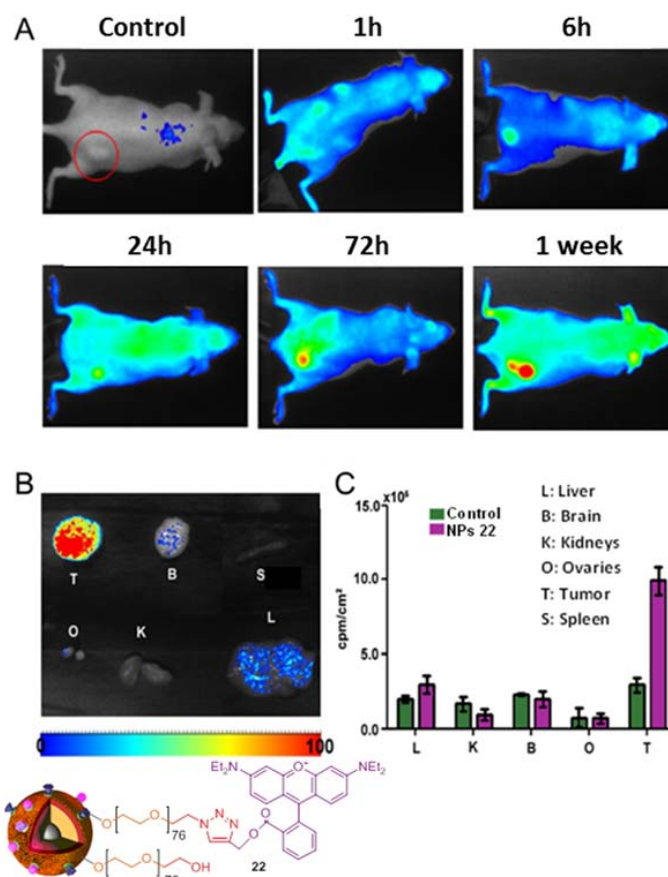 A
Control
1h
6h
24h
72h
1 week
B
T
B
S
O
K
L
0
100
C
x10⁶
cpm/cm²
15.0
10.0
5.0
0.0
Control
NPs 22
L: Liver
B: Brain
K: Kidneys
O: Ovaries
T: Tumor
S: Spleen
L
K
B
O
T
Et₂N
O⁺
NEt₂
O
O
76
N
N
N
O
O
O
O
OH
22